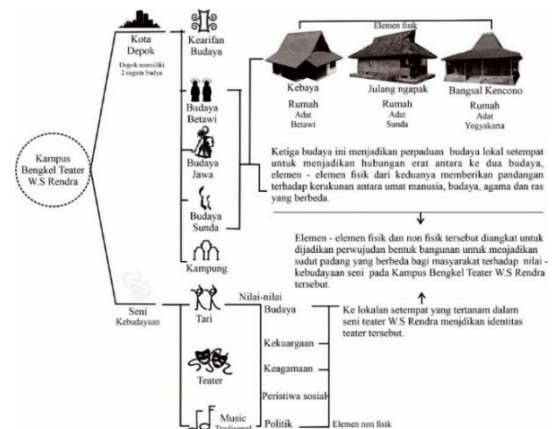 Kota
Depok
Depok memiliki
2 ragam budya
Kearifan
Budaya
Budaya
Betawi
Budaya
Jawa
Budaya
Sunda
Kampung
Kampus
Bengkel Teater
W.S Rendra
Seni
Kebudayaan
Tari
Teater
Music
Tradisonal
Nilai-nilai
Budaya
Kekuargaan
Keagamaan
Peristiwa sosial
Politik
Elemen non fisik
Elemen fisik
Kebaya
Rumah
Adat
Betawi
Julang ngapak
Rumah
Adat
Sunda
Bangsal Kencono
Rumah
Adat
Yogyakarta
Ketiga budaya ini menjadikan perpaduan budaya lokal setempat
untuk menjadikan hubungan erat antara ke dua budaya,
elemen - elemen fisik dari keduanya memberikan pandangan
terhadap kerukunan antara umat manusia, budaya, agama dan ras
yang berbeda.
Elemen - elemen fisik dan non fisik tersebut diangkat untuk
dijadikan perwujudan bentuk bangunan untuk menjadikan
sudut padang yang berbeda bagi masyarakat terhadap nilai -
kebudayaan seni pada Kampus Bengkel Teater W.S Rendra
tersebut.
Ke lokalan setempat yang tertanam dalam
seni teater W.S Rendra menjdikan identitas
teater tersebut.